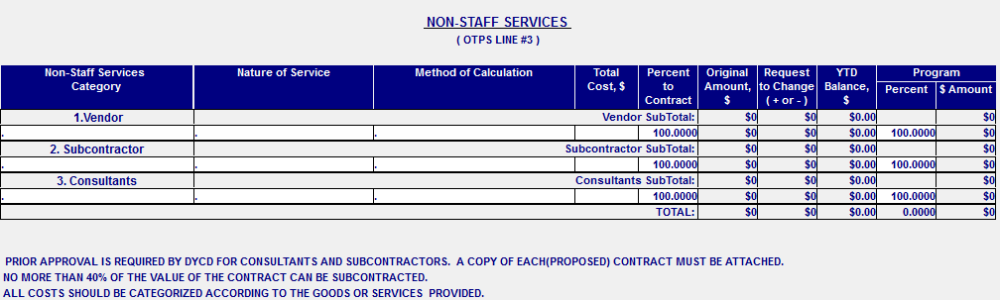 NON-STAFF SERVICES
( OTPS LINE #3 )
Non-Staff Services Category Nature of Service Method of Calculation Total Cost, $ Percent to Contract Original Amount, $ Request to Change ( + or - ) YTD Balance, $ Program Percent $ Amount
1.Vendor Vendor SubTotal: $0 $0 $0.00 $0
. . . 100.0000 $0 $0 $0.00 100.0000 $0
2. Subcontractor Subcontractor SubTotal: $0 $0 $0.00 $0
. . . 100.0000 $0 $0 $0.00 100.0000 $0
3. Consultants Consultants SubTotal: $0 $0 $0.00 $0
. . . 100.0000 $0 $0 $0.00 100.0000 $0
TOTAL: $0 $0 $0.00 0.0000 $0
PRIOR APPROVAL IS REQUIRED BY DYCD FOR CONSULTANTS AND SUBCONTRACTORS. A COPY OF EACH(PROPOSED) CONTRACT MUST BE ATTACHED.
NO MORE THAN 40% OF THE VALUE OF THE CONTRACT CAN BE SUBCONTRACTED.
ALL COSTS SHOULD BE CATEGORIZED ACCORDING TO THE GOODS OR SERVICES PROVIDED.